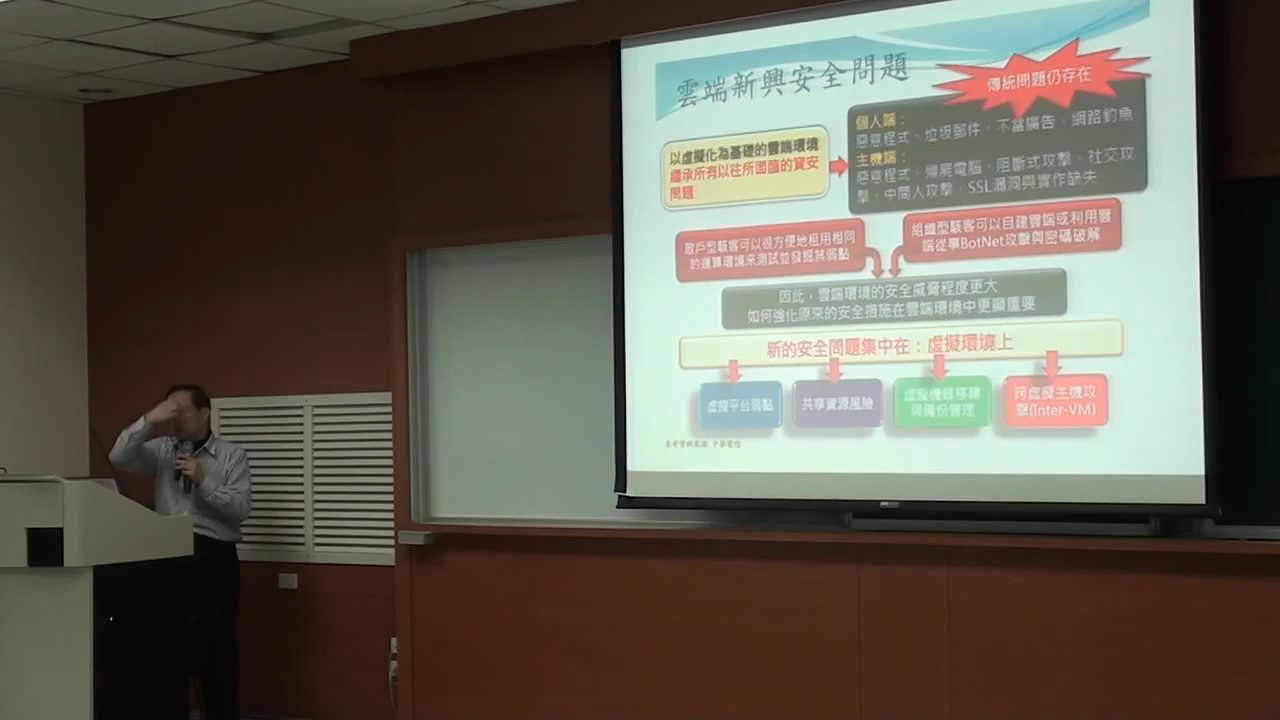 雲端新興安全問題
傳統問題仍存在
以虛擬化為基礎的雲端環境
繼承所有以往所面臨的資安
問題
個人端:
惡意程式、垃圾郵件、不當廣告、網路釣魚
主機端:
惡意程式、殭屍電腦、阻斷式攻擊、社交攻
擊、中間人攻擊、SSL漏洞與實作缺失
散戶型駭客可以很方便地租用相同
的運算環境來測試並發掘其弱點
組織型駭客可以自建雲端或利用雲
端從事BotNet攻擊與密碼破解
因此，雲端環境的安全威脅程度更大
如何強化原來的安全措施在雲端環境中更顯重要
新的安全問題集中在：虛擬環境上
虛擬平台弱點
共享資源風險
虛擬機器移轉
與備份管理
跨虛擬主機攻
擊(Inter-VM)
參考資料來源: 中華電信